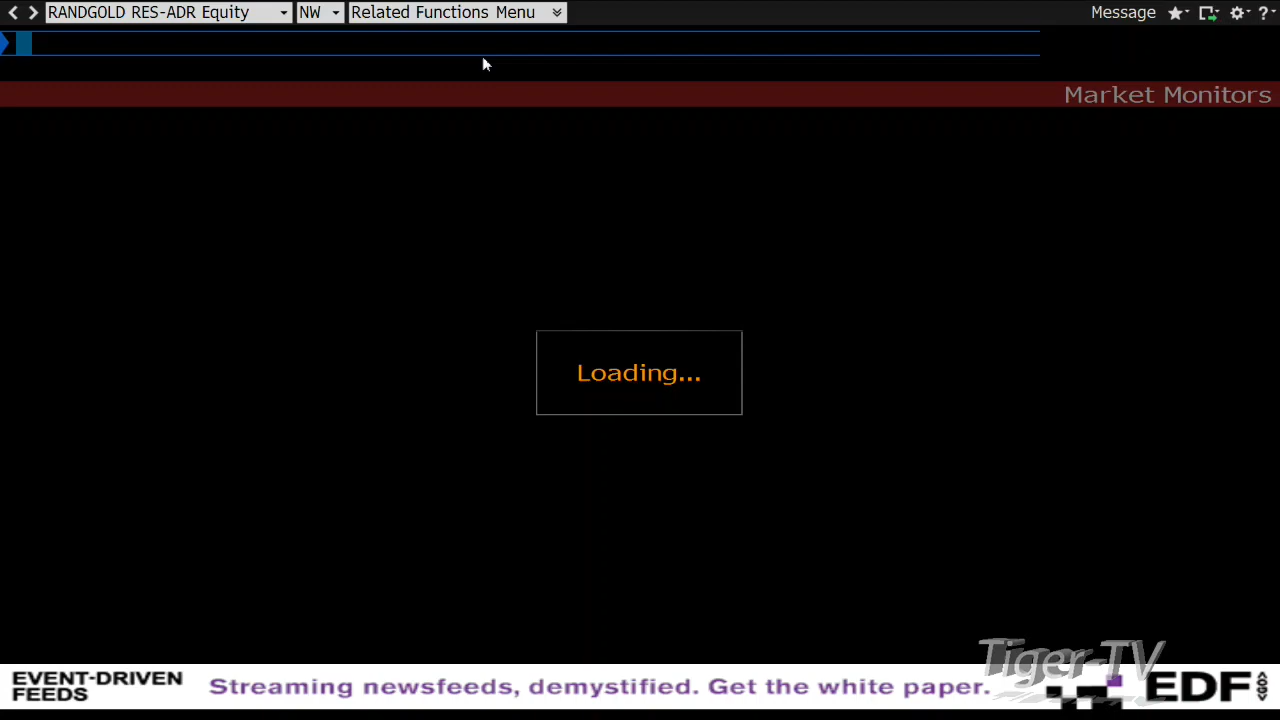 RANDGOLD RES-ADR Equity NW Related Functions Menu Message ?
Market Monitors
Loading...
Tiger-TV
EVENT-DRIVEN
FEEDS
Streaming newsfeeds, demystified. Get the white paper.
EDF